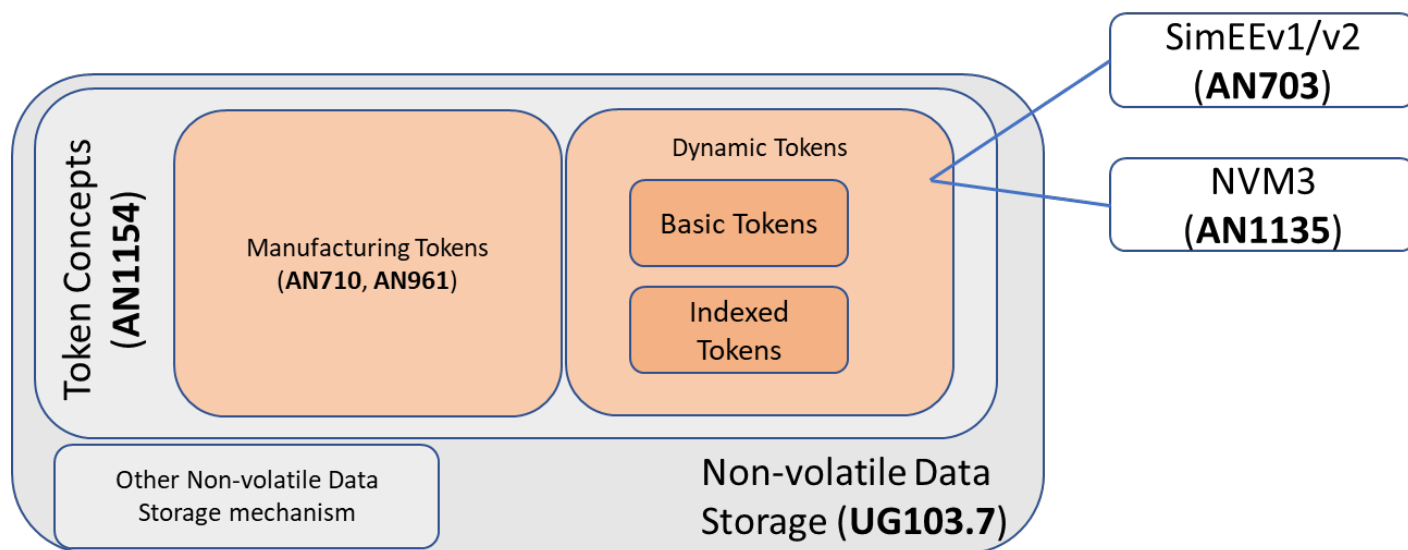 SimEEv1/v2
(AN703)
NVM3
(AN1135)
Token Concepts
(AN1154)
Manufacturing Tokens
(AN710, AN961)
Dynamic Tokens
Basic Tokens
Indexed
Tokens
Other Non-volatile Data
Storage mechanism
Non-volatile Data
Storage (UG103.7)